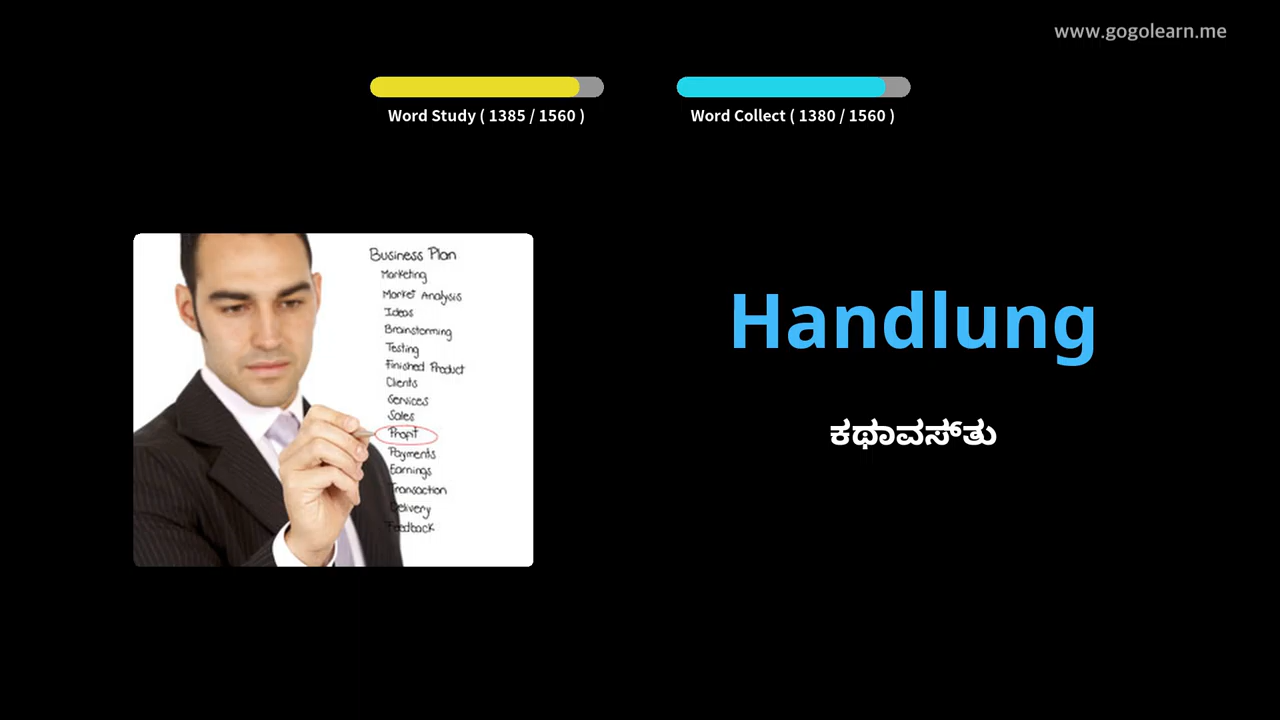 www.gogolearn.me
Word Study ( 1385 / 1560 )
Word Collect ( 1380 / 1560 )
Business Plan
Marketing
Market Analysis
Ideas
Brainstorming
Testing
Finished Product
Clients
Services
Sales
Profit
Payments
Earnings
Transaction
Delivery
Feedback
Handlung
ಕಥಾವಸ್‌ತು